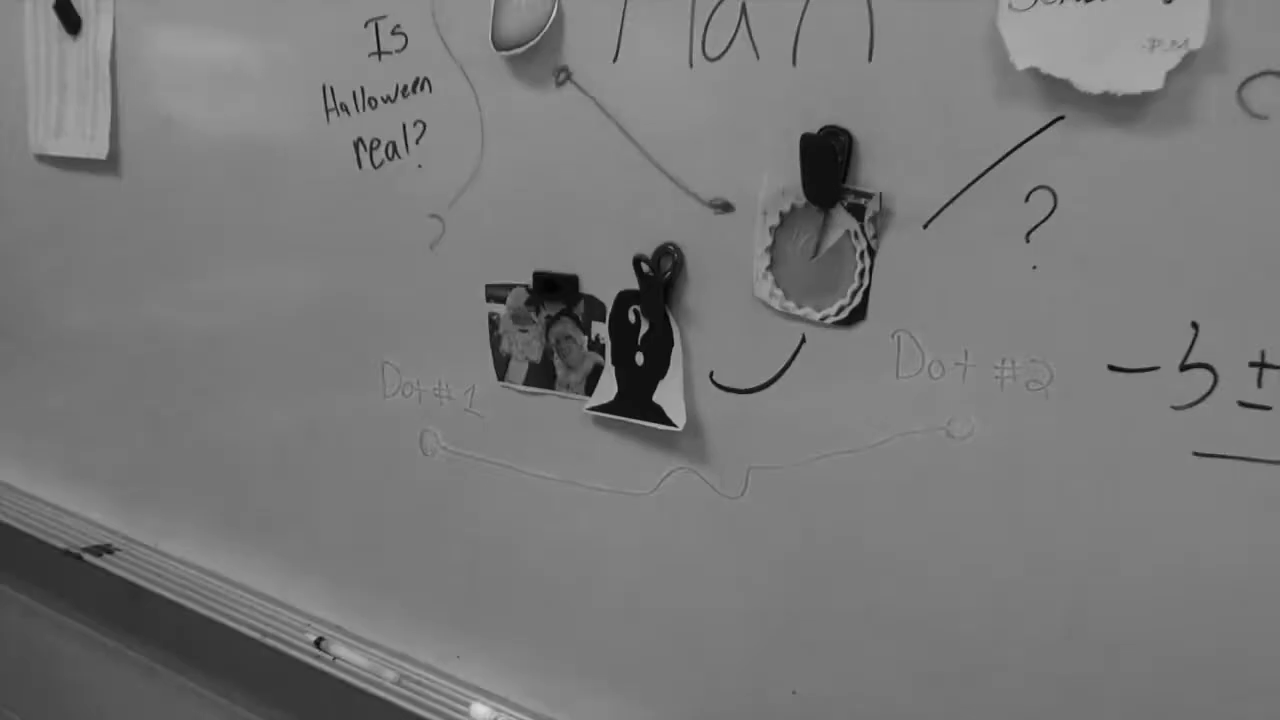 Is
Halloween
real?
?
?
?
Dot #1
Dot #2
- b ±